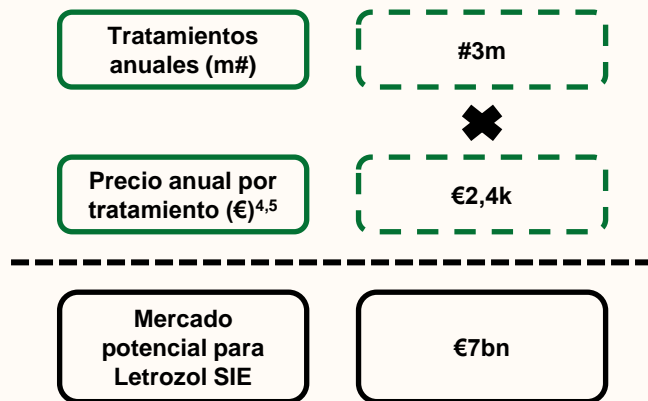 Tratamientos
anuales (m#)
#3m
Precio anual por
tratamiento (€)4,5
€2,4k
Mercado
potencial para
Letrozol SIE
€7bn